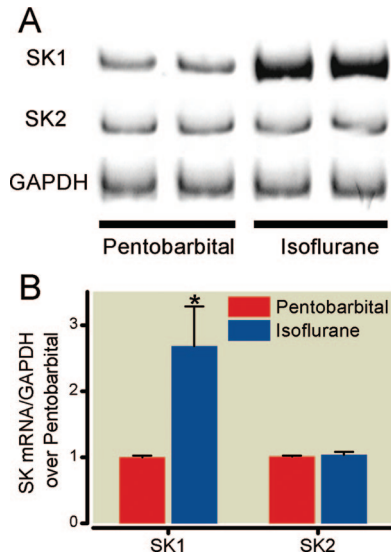 A
SK1
SK2
GAPDH
Pentobarbital Isoflurane
B
SK mRNA/GAPDH
over Pentobarbital
3
2
1
0
*
Pentobarbital
Isoflurane
SK1 SK2